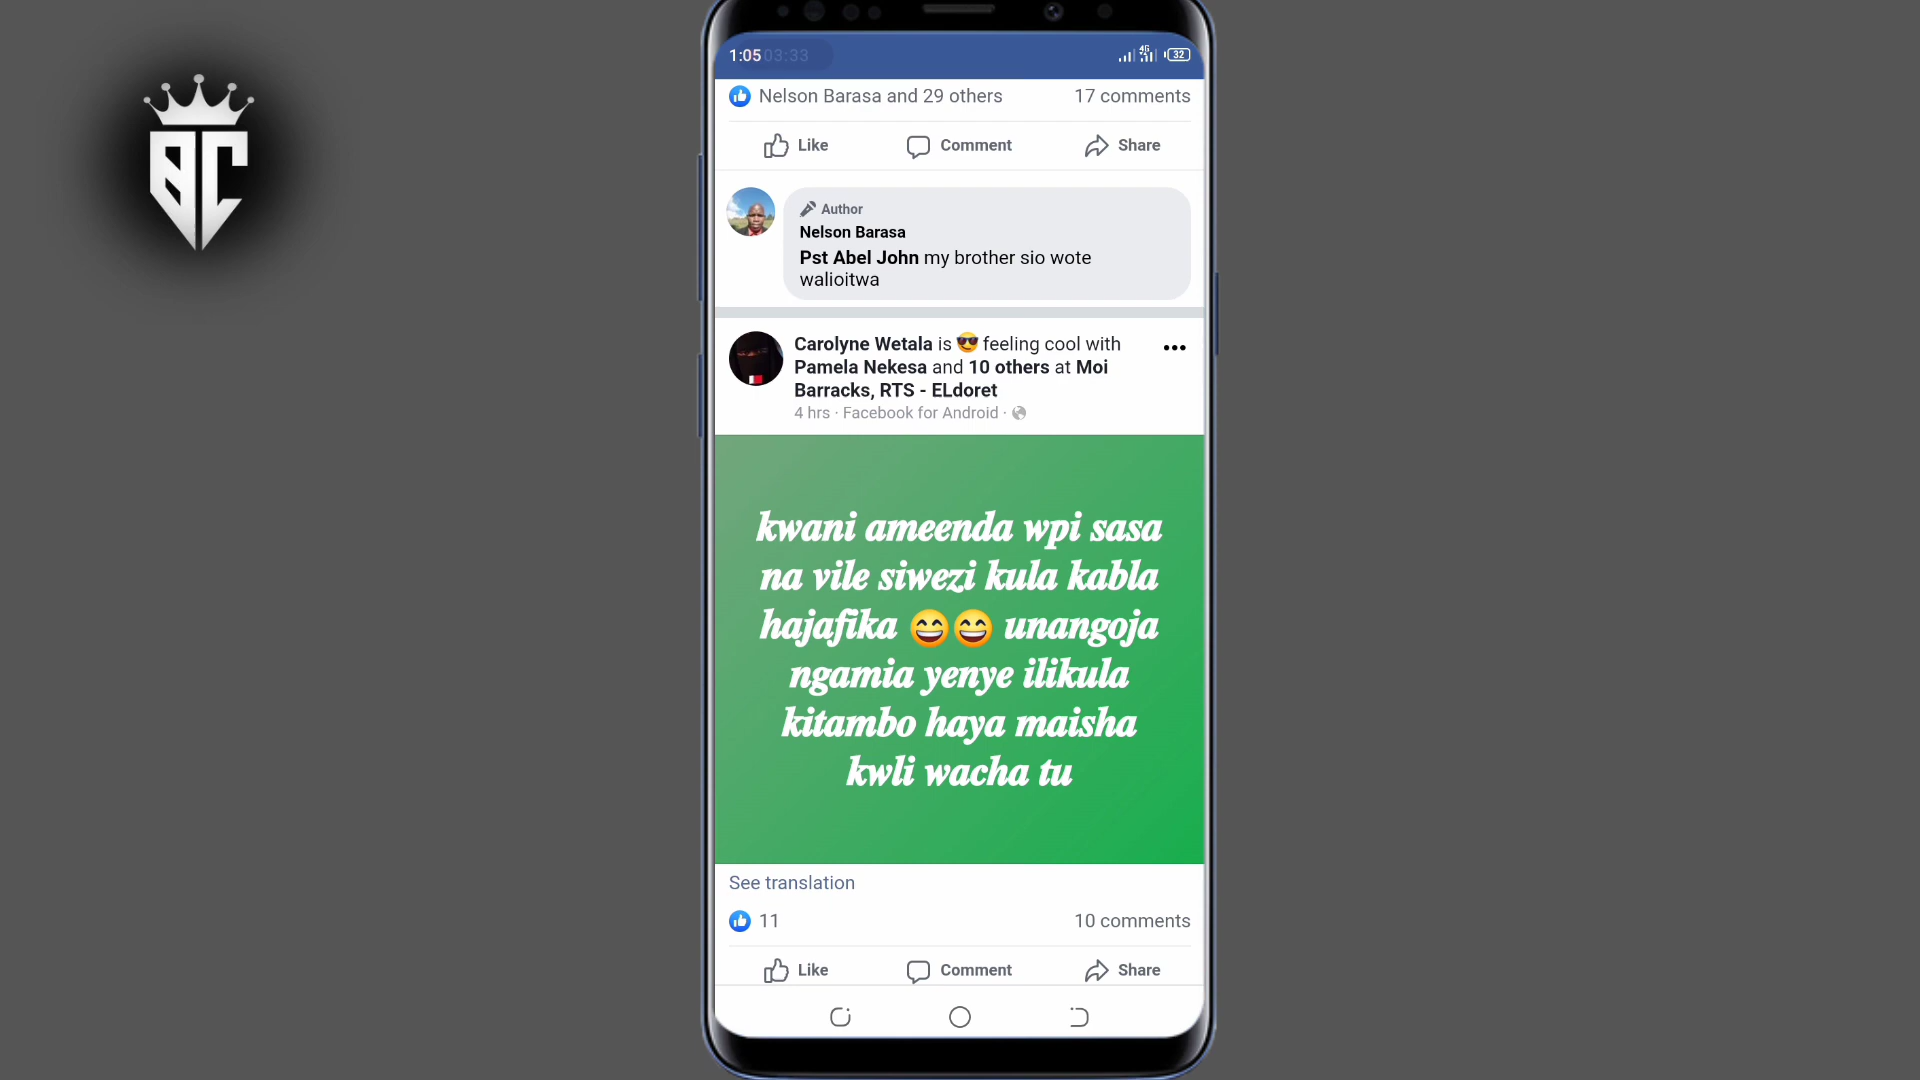 BC
1:05 03:33
4G
32
Nelson Barasa and 29 others 17 comments
Like Comment Share
Author
Nelson Barasa
Pst Abel John my brother sio wote
walioitwa
Carolyne Wetala is 😎 feeling cool with
Pamela Nekesa and 10 others at Moi
Barracks, RTS - ELdoret
4 hrs · Facebook for Android ·
kwani ameenda wpi sasa
na vile siwezi kula kabla
hajafika 😄😄 unangoja
ngamia yenye ilikula
kitambo haya maisha
kwli wacha tu
See translation
11 10 comments
Like Comment Share